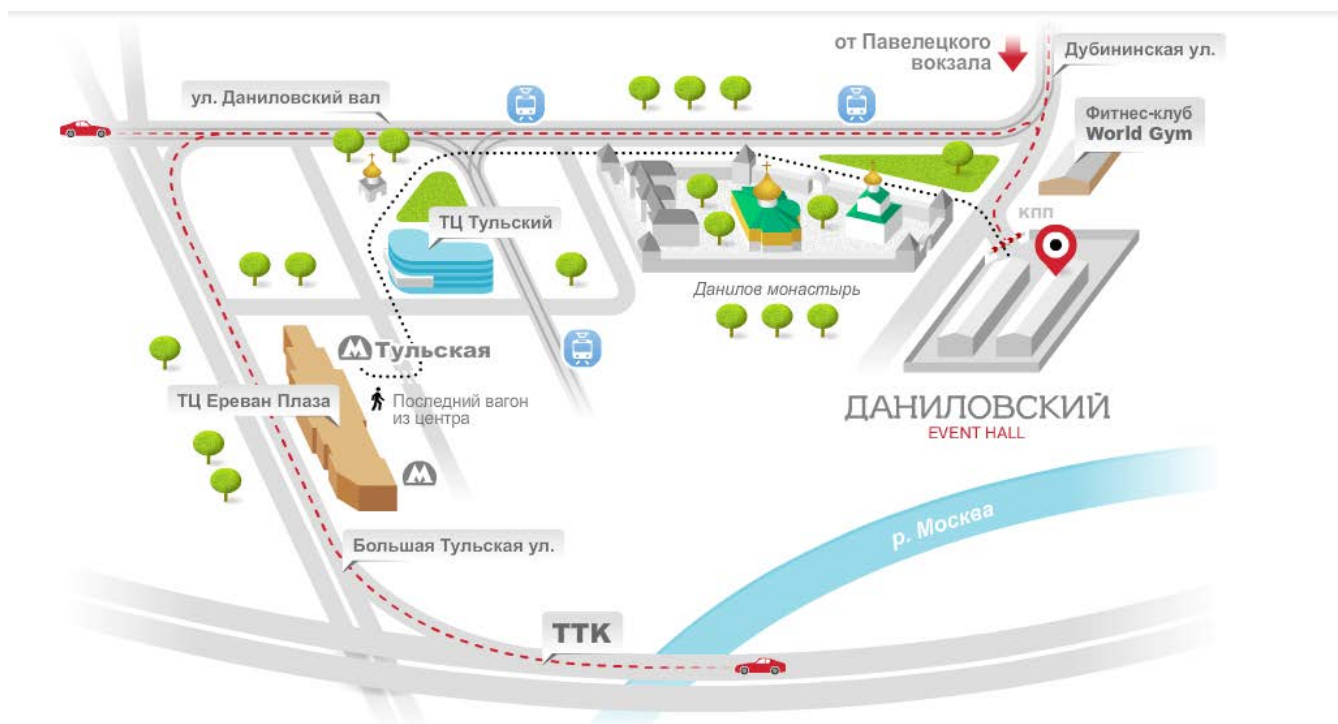 от Павелецкого
вокзала
Дубининская ул.
ул. Даниловский вал
Фитнес-клуб
World Gym
ТЦ Тульский
КПП
Данилов монастырь
Тульская
ТЦ Ереван Плаза
Последний вагон
из центра
ДАНИЛОВСКИЙ
EVENT HALL
р. Москва
Большая Тульская ул.
ТТК